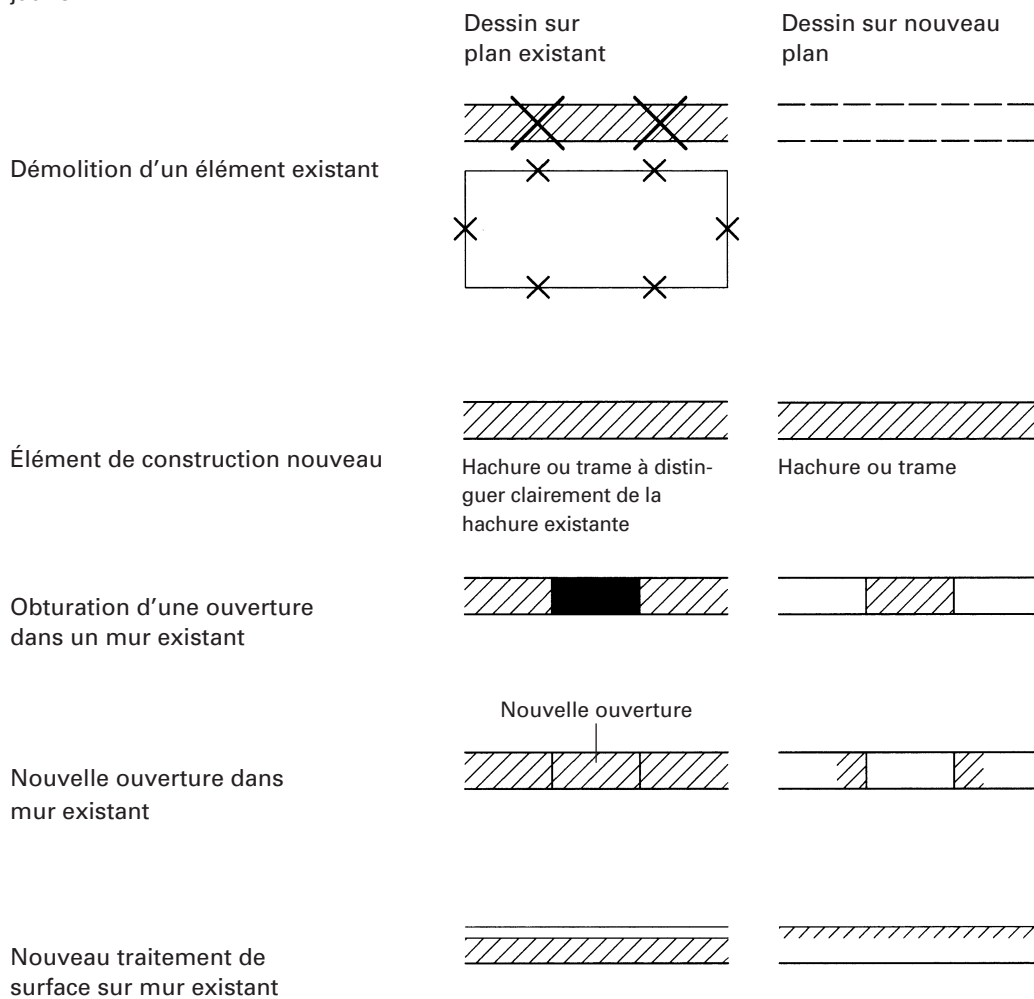 Dessin sur
plan existant
Dessin sur nouveau
plan
Démolition d’un élément existant
Élément de construction nouveau
Hachure ou trame à distin-
guer clairement de la
hachure existante
Hachure ou trame
Obturation d’une ouverture
dans un mur existant
Nouvelle ouverture
Nouvelle ouverture dans
mur existant
Nouveau traitement de
surface sur mur existant